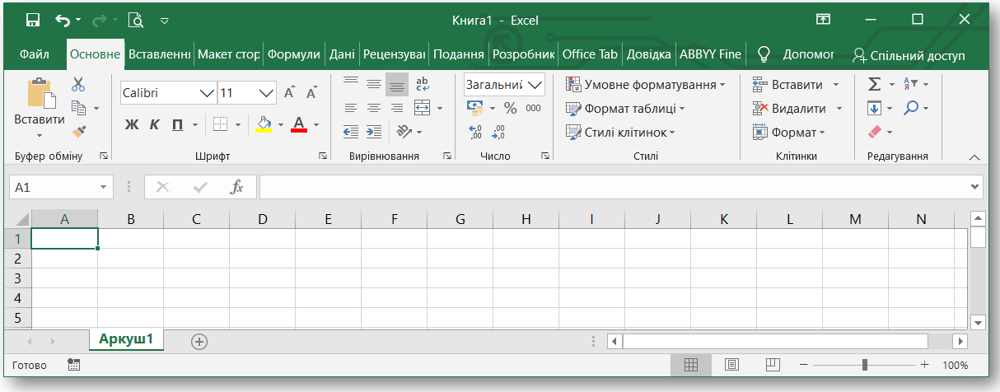 Книга1 - Excel
Файл Основне Вставленн Макет стор Формули Дані Рецензуват Подання Розробник Office Tab Довідка ABBYY Fine Допомог Спільний доступ
Вставити
Calibri 11
Ж К П А
Загальний
% 000
Умовне форматування
Формат таблиці
Стилі клітинок
Вставити
Видалити
Формат
Буфер обміну Шрифт Вирівнювання Число Стилі Клітинки Редагування
A1 fx
A B C D E F G H I J K L M N
1
2
3
4
5
Аркуш1
Готово 100%